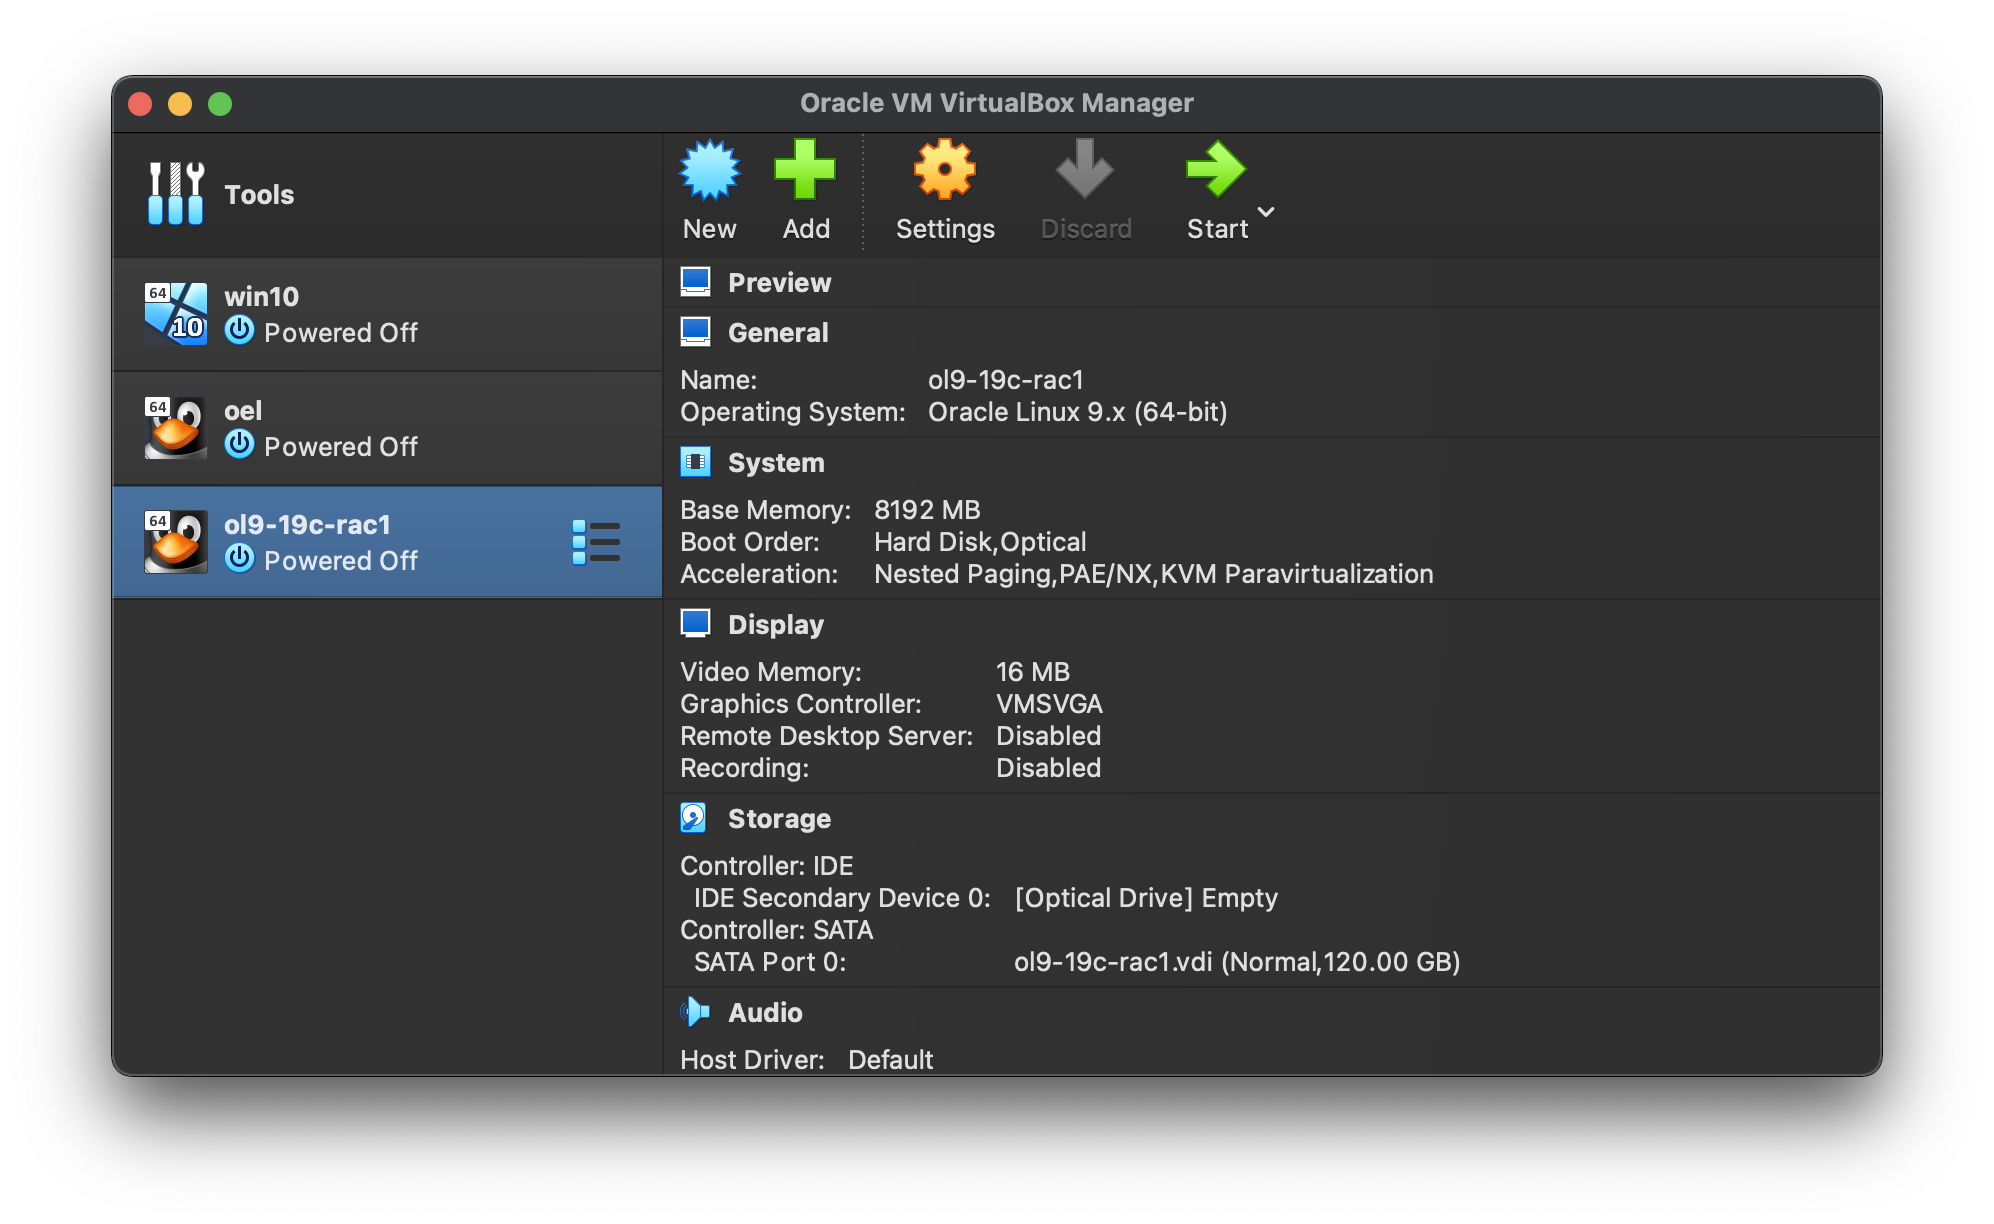 Oracle VM VirtualBox Manager
Tools
New
Add
Settings
Discard
Start
64
10
win10
Powered Off
64
oel
Powered Off
64
ol9-19c-rac1
Powered Off
Preview
General
Name: ol9-19c-rac1
Operating System: Oracle Linux 9.x (64-bit)
System
Base Memory: 8192 MB
Boot Order: Hard Disk,Optical
Acceleration: Nested Paging,PAE/NX,KVM Paravirtualization
Display
Video Memory: 16 MB
Graphics Controller: VMSVGA
Remote Desktop Server: Disabled
Recording: Disabled
Storage
Controller: IDE
IDE Secondary Device 0: [Optical Drive] Empty
Controller: SATA
SATA Port 0: ol9-19c-rac1.vdi (Normal,120.00 GB)
Audio
Host Driver: Default